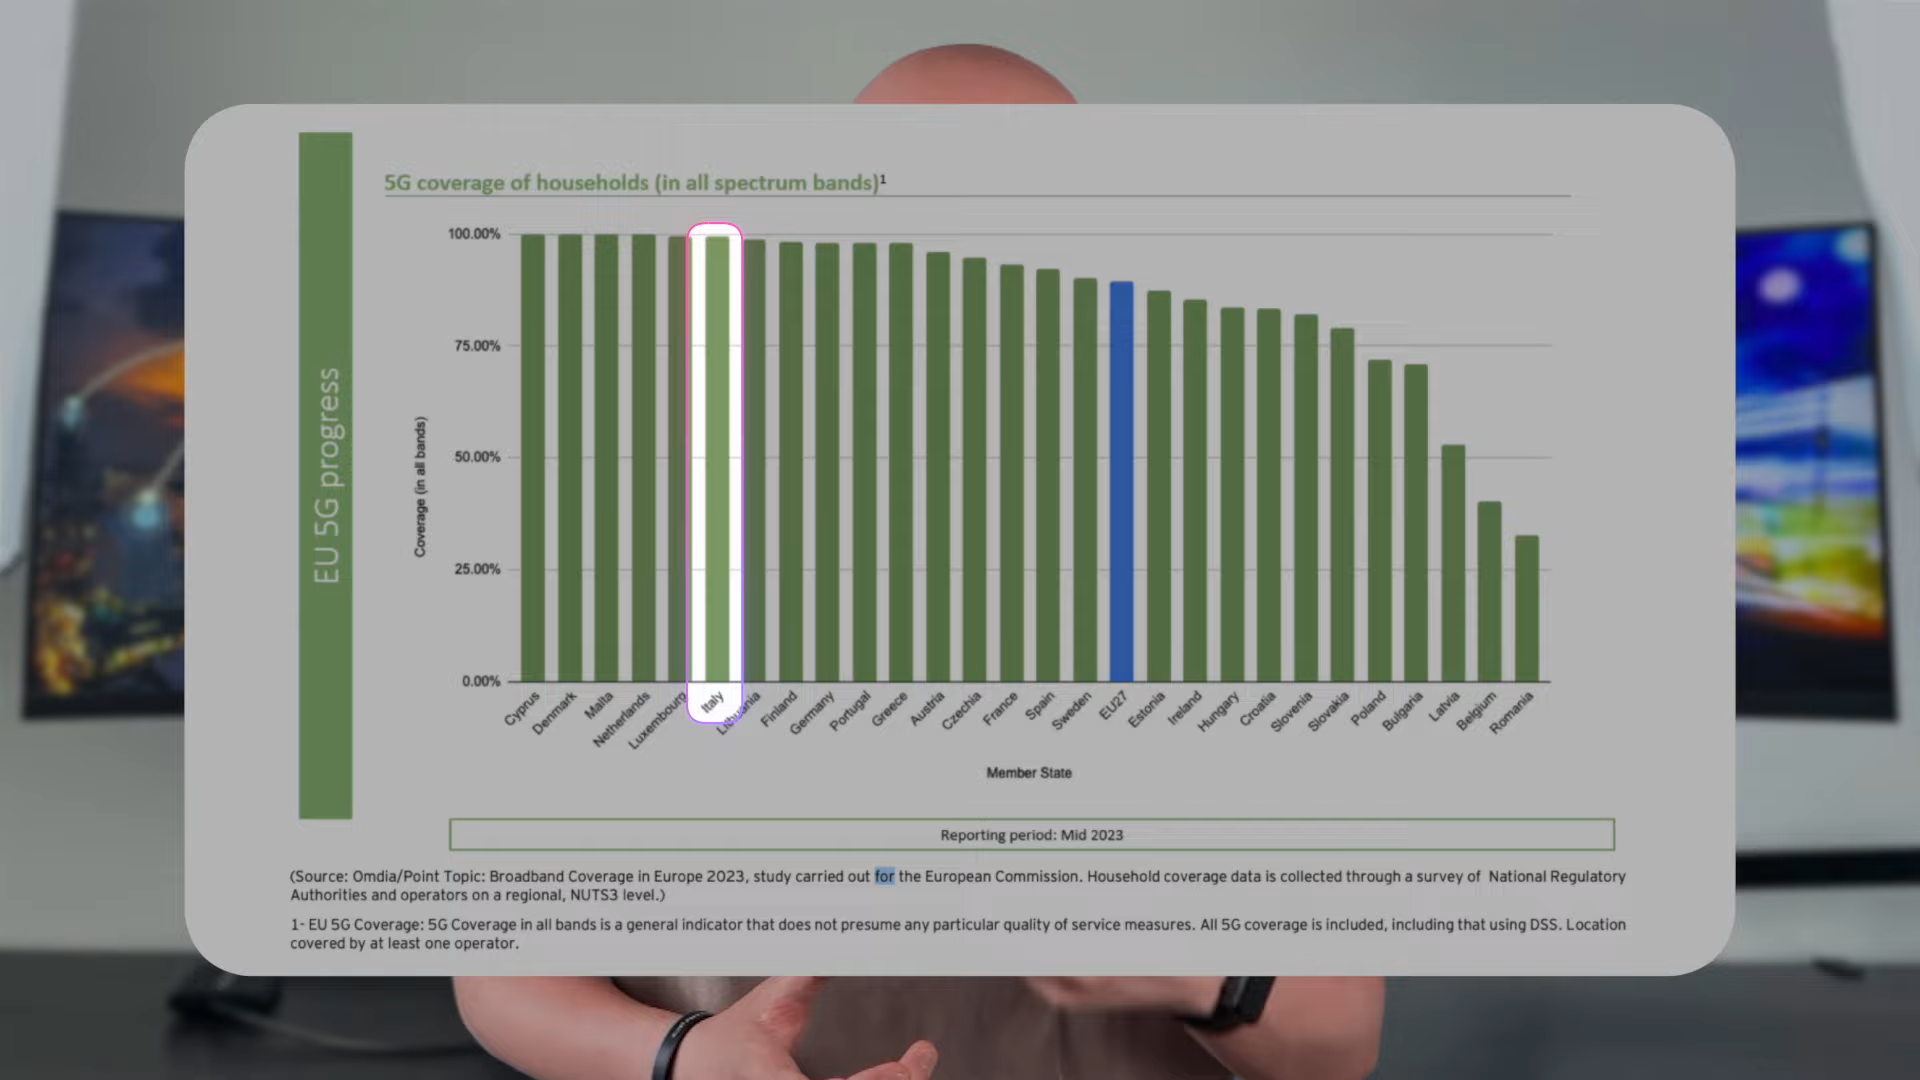 EU 5G progress
5G coverage of households (in all spectrum bands)¹
Coverage (in all bands)
100.00%
75.00%
50.00%
25.00%
0.00%
Cyprus
Denmark
Malta
Netherlands
Luxembourg
Italy
Lithuania
Finland
Germany
Portugal
Greece
Austria
Czechia
France
Spain
Sweden
EU27
Estonia
Ireland
Hungary
Croatia
Slovenia
Slovakia
Poland
Bulgaria
Latvia
Belgium
Romania
Member State
Reporting period: Mid 2023
(Source: Omdia/Point Topic: Broadband Coverage in Europe 2023, study carried out for the European Commission. Household coverage data is collected through a survey of National Regulatory
Authorities and operators on a regional, NUTS3 level.)
1- EU 5G Coverage: 5G Coverage in all bands is a general indicator that does not presume any particular quality of service measures. All 5G coverage is included, including that using DSS. Location
covered by at least one operator.